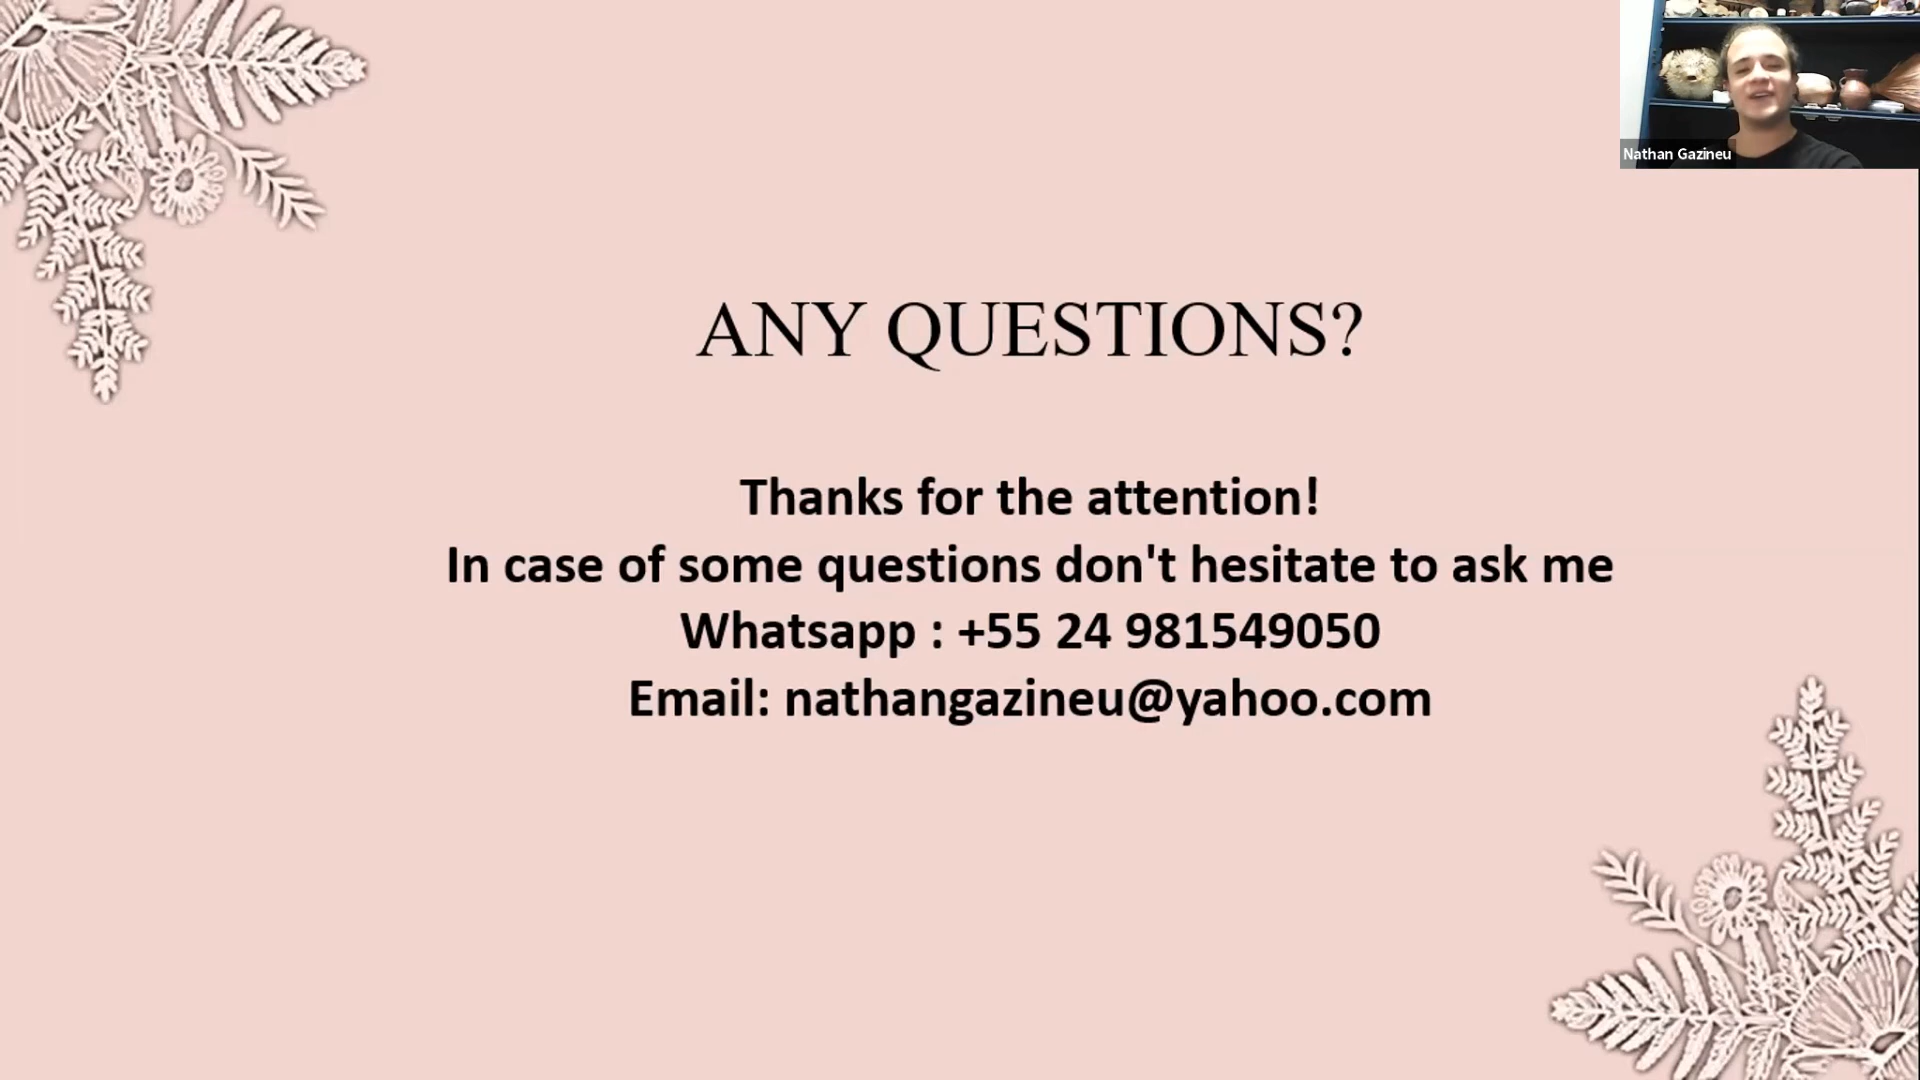 Nathan Gazineu
ANY QUESTIONS?
Thanks for the attention!
In case of some questions don't hesitate to ask me
Whatsapp : +55 24 981549050
Email: nathangazineu@yahoo.com